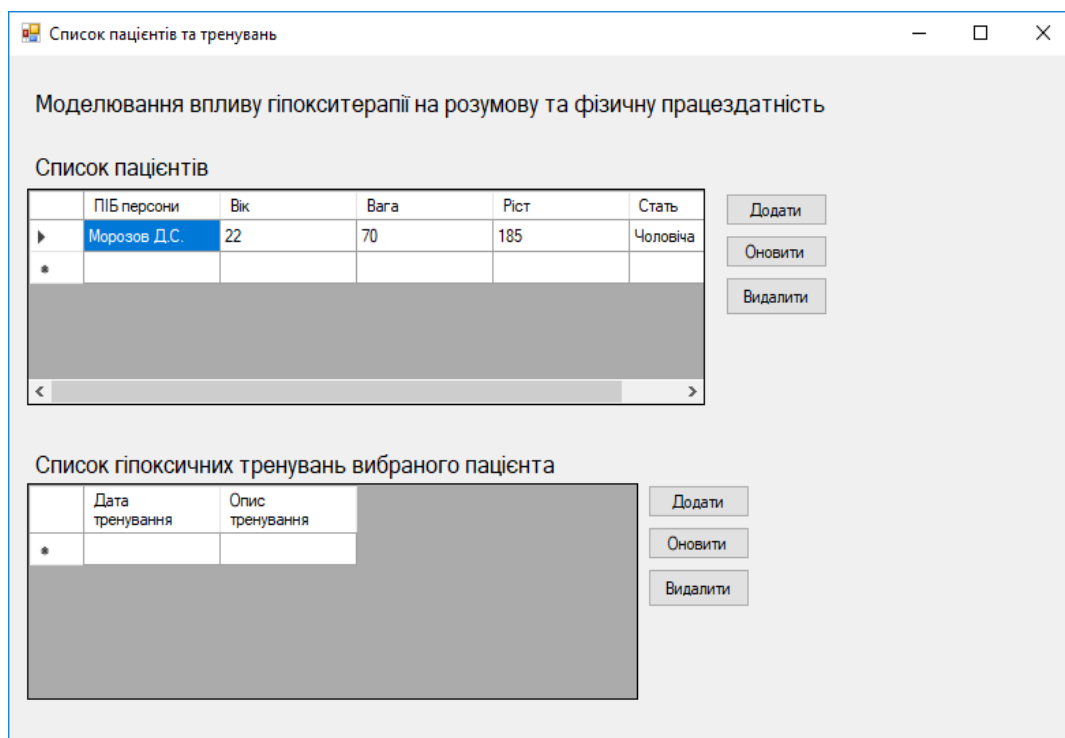 Список пацієнтів та тренувань
Моделювання впливу гіпокситерапії на розумову та фізичну працездатність
Список пацієнтів
ПІБ персони Вік Вага Ріст Стать
Морозов Д.С. 22 70 185 Чоловіча
Додати
Оновити
Видалити
Список гіпоксичних тренувань вибраного пацієнта
Дата тренування Опис тренування
Додати
Оновити
Видалити